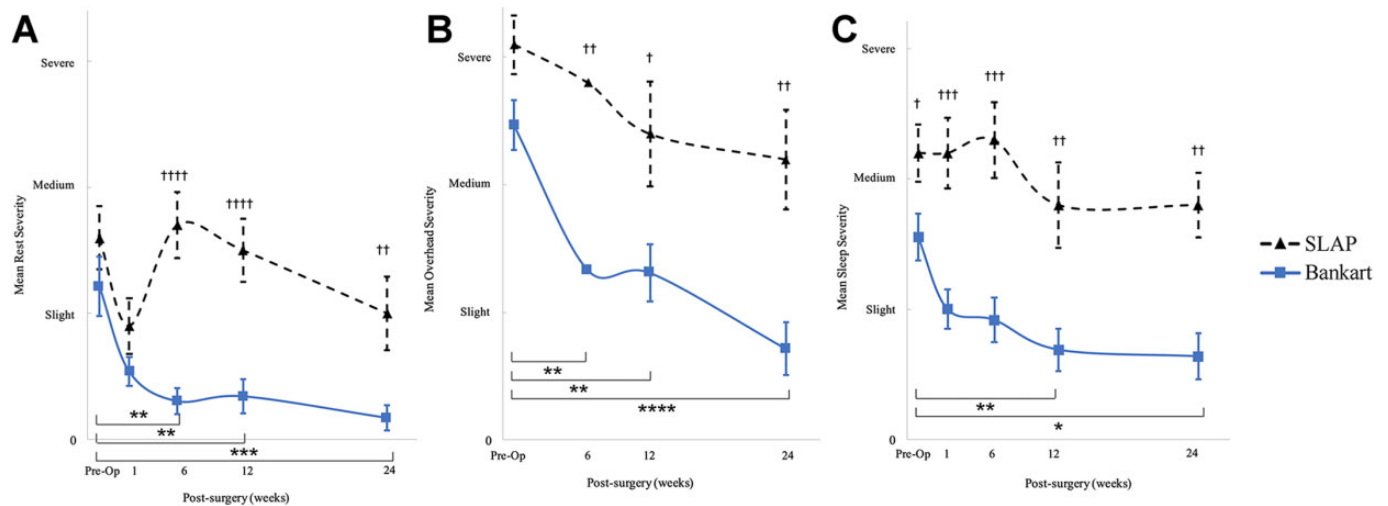 A
Severe
Medium
Slight
0
Mean Rest Severity
††††
††††
††
**
**
***
Pre-Op 1 6 12 24
Post-surgery (weeks)
B
Severe
Medium
Slight
0
Mean Overhead Severity
††
†
††
**
**
****
Pre-Op 6 12 24
Post-surgery (weeks)
C
Severe
Medium
Slight
0
Mean Sleep Severity
†
†††
†††
††
††
**
*
Pre-Op 1 6 12 24
Post-surgery (weeks)
SLAP
Bankart